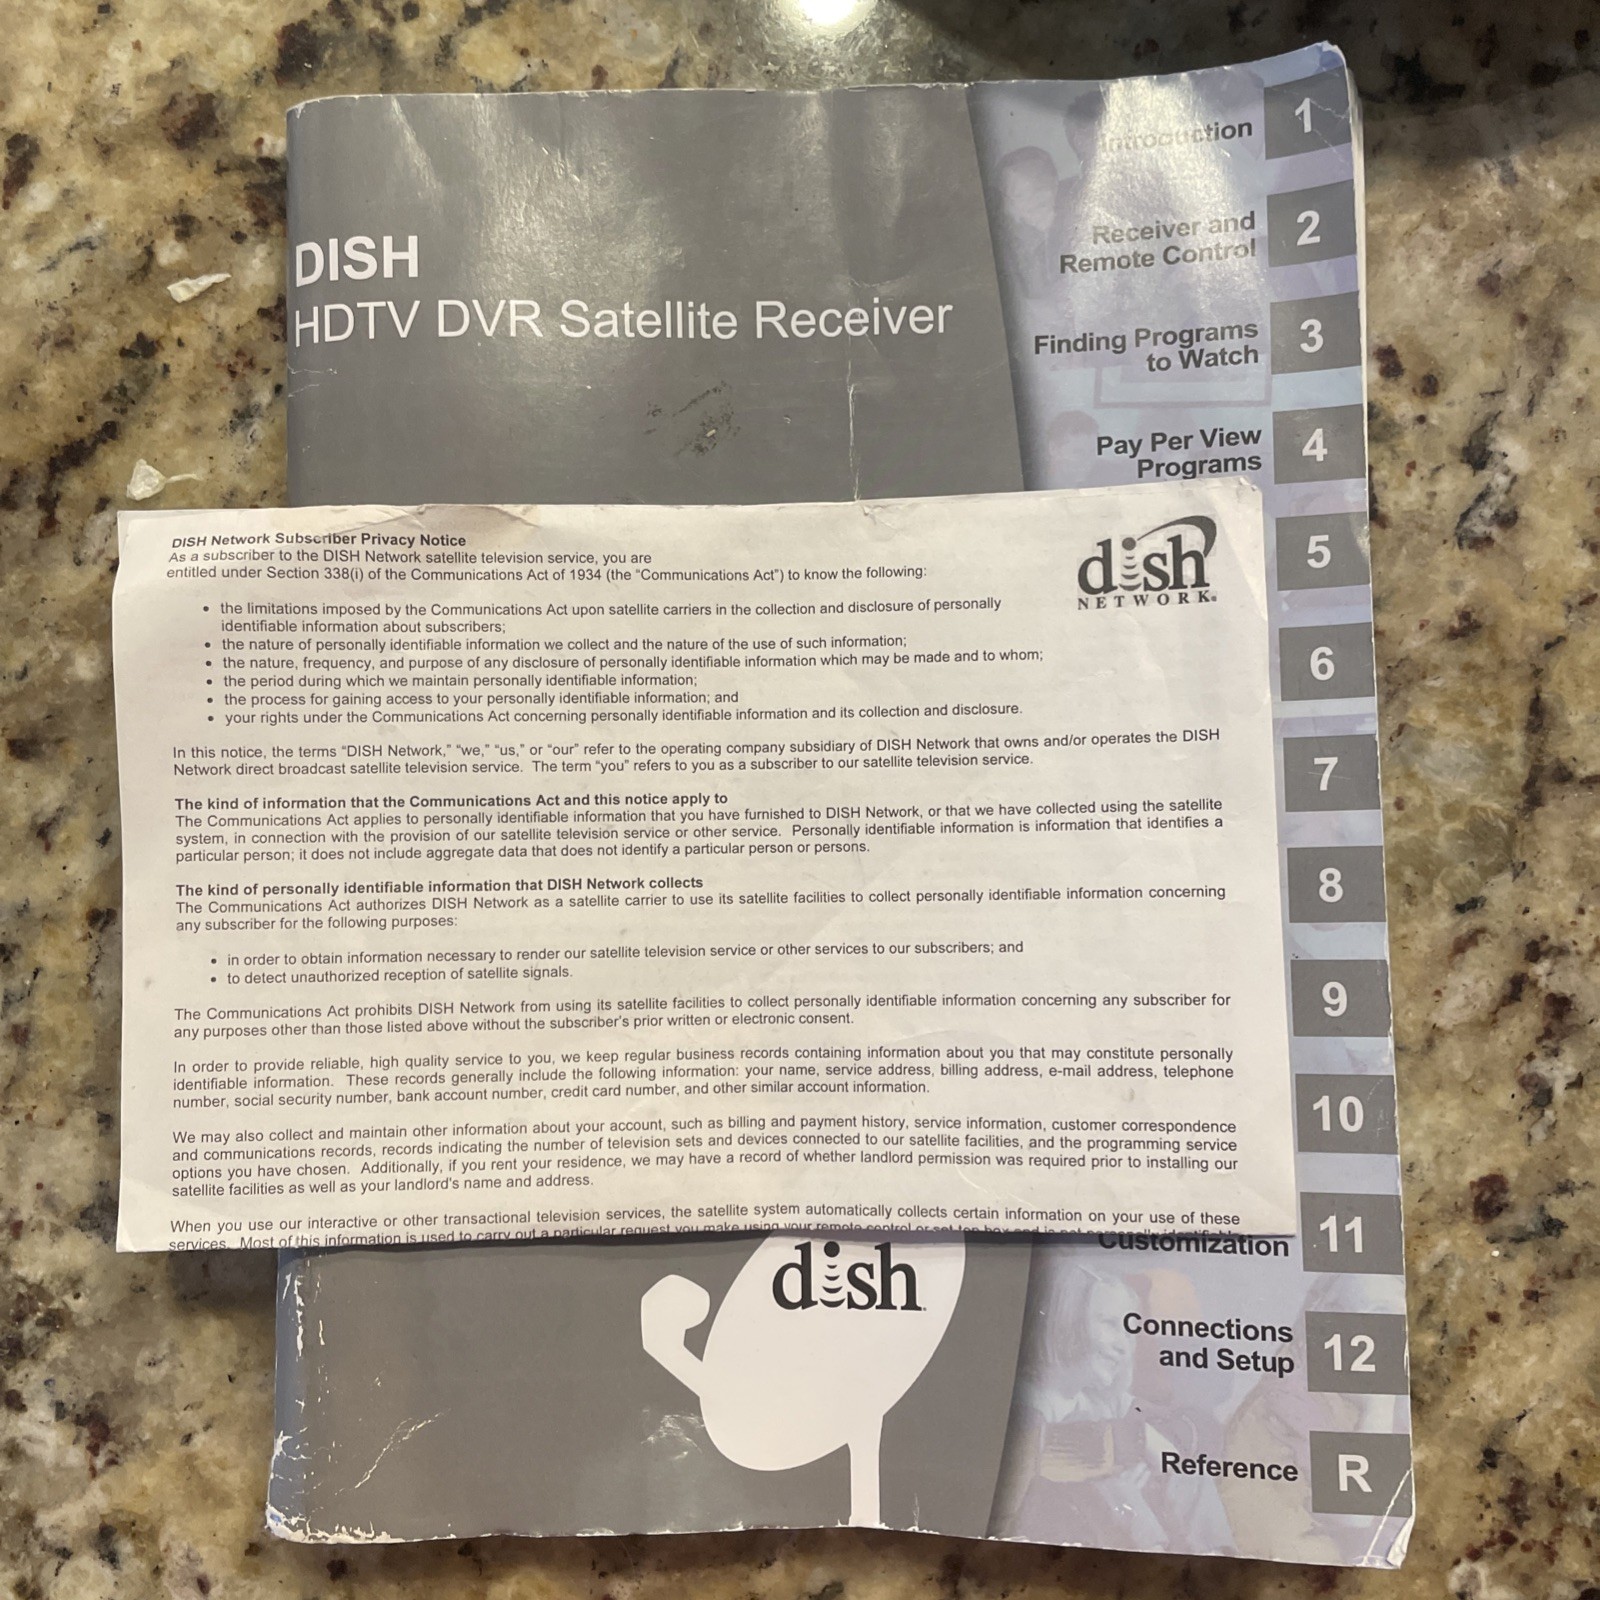 DISH
HDTV DVR Satellite Receiver
Introduction
1
Receiver and
Remote Control
2
Finding Programs
to Watch
3
Pay Per View
Programs
4
5
6
7
8
9
10
Customization
11
Connections
and Setup
12
Reference
R
DISH Network Subscriber Privacy Notice
As a subscriber to the DISH Network satellite television service, you are
entitled under Section 338(i) of the Communications Act of 1934 (the “Communications Act”) to know the following:
dish
NETWORK.
• the limitations imposed by the Communications Act upon satellite carriers in the collection and disclosure of personally
identifiable information about subscribers;
• the nature of personally identifiable information we collect and the nature of the use of such information;
• the nature, frequency, and purpose of any disclosure of personally identifiable information which may be made and to whom;
• the period during which we maintain personally identifiable information;
• the process for gaining access to your personally identifiable information; and
• your rights under the Communications Act concerning personally identifiable information and its collection and disclosure.
In this notice, the terms “DISH Network,” “we,” “us,” or “our” refer to the operating company subsidiary of DISH Network that owns and/or operates the DISH
Network direct broadcast satellite television service. The term “you” refers to you as a subscriber to our satellite television service.
The kind of information that the Communications Act and this notice apply to
The Communications Act applies to personally identifiable information that you have furnished to DISH Network, or that we have collected using the satellite
system, in connection with the provision of our satellite television service or other service. Personally identifiable information is information that identifies a
particular person; it does not include aggregate data that does not identify a particular person or persons.
The kind of personally identifiable information that DISH Network collects
The Communications Act authorizes DISH Network as a satellite carrier to use its satellite facilities to collect personally identifiable information concerning
any subscriber for the following purposes:
• in order to obtain information necessary to render our satellite television service or other services to our subscribers; and
• to detect unauthorized reception of satellite signals.
The Communications Act prohibits DISH Network from using its satellite facilities to collect personally identifiable information concerning any subscriber for
any purposes other than those listed above without the subscriber's prior written or electronic consent.
In order to provide reliable, high quality service to you, we keep regular business records containing information about you that may constitute personally
identifiable information. These records generally include the following information: your name, service address, billing address, e-mail address, telephone
number, social security number, bank account number, credit card number, and other similar account information.
We may also collect and maintain other information about your account, such as billing and payment history, service information, customer correspondence
and communications records, records indicating the number of television sets and devices connected to our satellite facilities, and the programming service
options you have chosen. Additionally, if you rent your residence, we may have a record of whether landlord permission was required prior to installing our
satellite facilities as well as your landlord's name and address.
When you use our interactive or other transactional television services, the satellite system automatically collects certain information on your use of these
services. Most of this information is used to carry out a particular request you make using your remote control or set top box and is not
dish